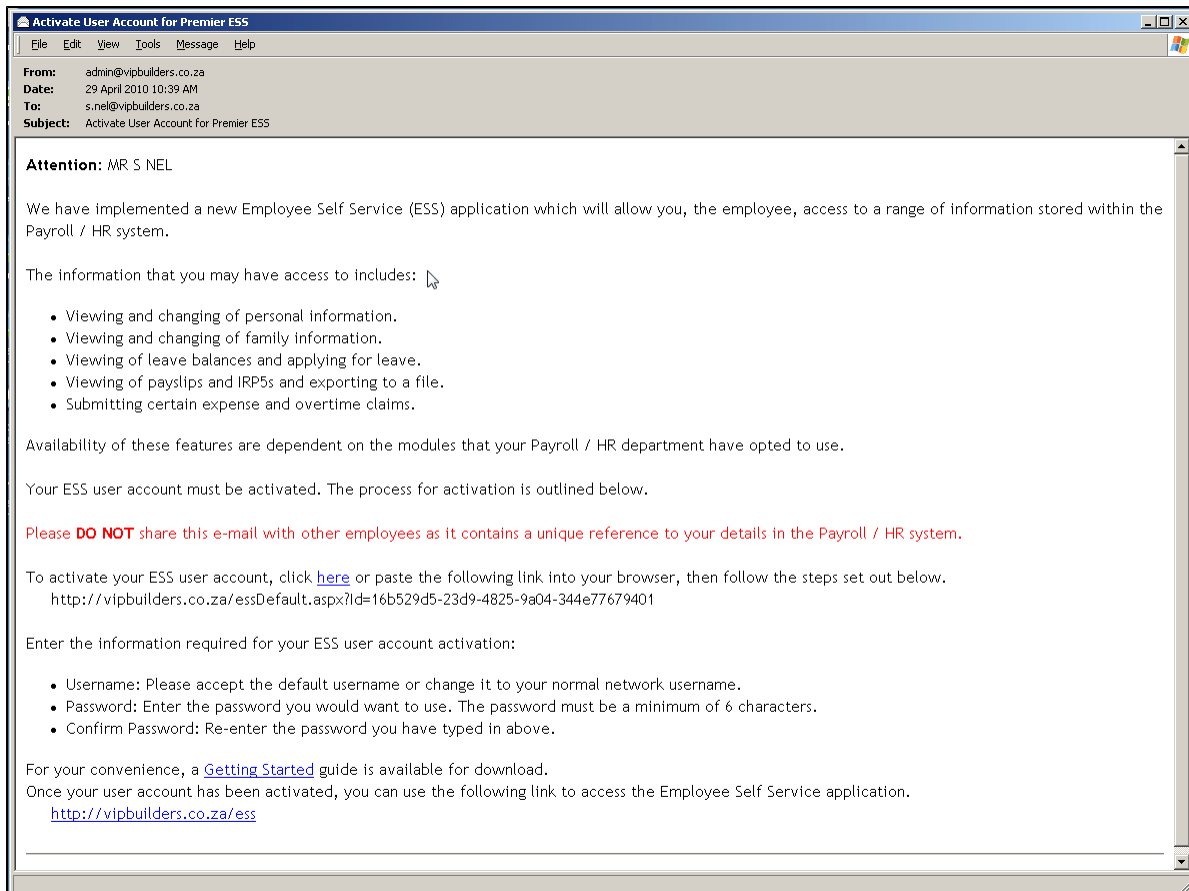 Activate User Account for Premier ESS
File Edit View Tools Message Help
From: admin@vipbuilders.co.za
Date: 29 April 2010 10:39 AM
To: s.nel@vipbuilders.co.za
Subject: Activate User Account for Premier ESS
Attention: MR S NEL
We have implemented a new Employee Self Service (ESS) application which will allow you, the employee, access to a range of information stored within the
Payroll / HR system.
The information that you may have access to includes:
• Viewing and changing of personal information.
• Viewing and changing of family information.
• Viewing of leave balances and applying for leave.
• Viewing of payslips and IRP5s and exporting to a file.
• Submitting certain expense and overtime claims.
Availability of these features are dependent on the modules that your Payroll / HR department have opted to use.
Your ESS user account must be activated. The process for activation is outlined below.
Please DO NOT share this e-mail with other employees as it contains a unique reference to your details in the Payroll / HR system.
To activate your ESS user account, click here or paste the following link into your browser, then follow the steps set out below.
http://vipbuilders.co.za/essDefault.aspx?Id=16b529d5-23d9-4825-9a04-344e77679401
Enter the information required for your ESS user account activation:
• Username: Please accept the default username or change it to your normal network username.
• Password: Enter the password you would want to use. The password must be a minimum of 6 characters.
• Confirm Password: Re-enter the password you have typed in above.
For your convenience, a Getting Started guide is available for download.
Once your user account has been activated, you can use the following link to access the Employee Self Service application.
http://vipbuilders.co.za/ess